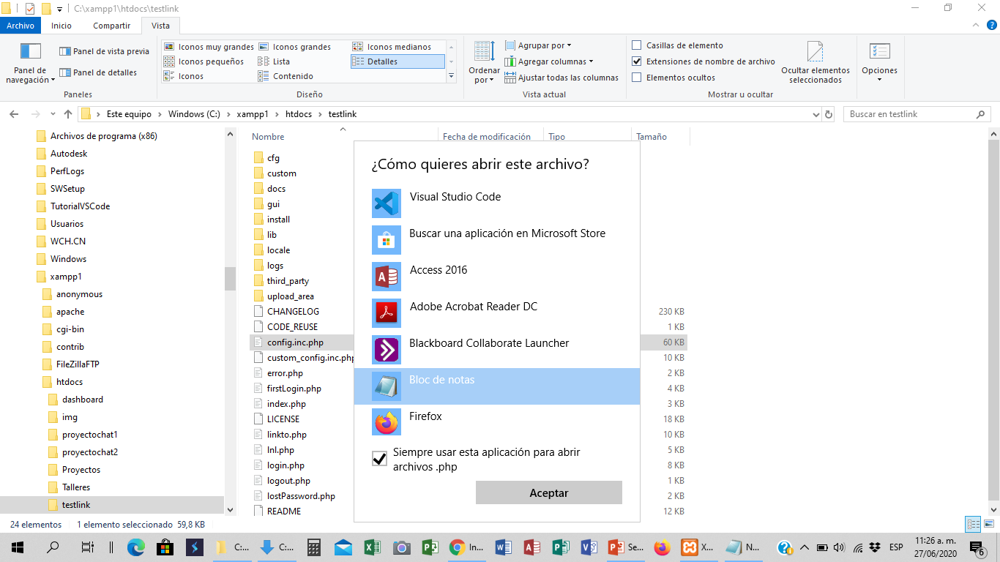 C:\xampp1\htdocs\testlink
Archivo Inicio Compartir Vista
Panel de navegación
Panel de vista previa
Panel de detalles
Paneles
Iconos muy grandes Iconos grandes Iconos medianos
Iconos pequeños Lista Detalles
Iconos Contenido
Diseño
Ordenar por
Agrupar por
Agregar columnas
Ajustar todas las columnas
Vista actual
Casillas de elemento
Extensiones de nombre de archivo
Elementos ocultos
Ocultar elementos seleccionados
Mostrar u ocultar
Opciones
Este equipo Windows (C:) xampp1 htdocs testlink
Buscar en testlink
Archivos de programa (x86)
Autodesk
PerfLogs
SWSetup
TutorialVSCode
Usuarios
WCH.CN
Windows
xampp1
anonymous
apache
cgi-bin
contrib
FileZillaFTP
htdocs
dashboard
img
proyectochat1
proyectochat2
Proyectos
Talleres
testlink
Nombre Fecha de modificación Tipo Tamaño
cfg
custom
docs
gui
install
lib
locale
logs
third_party
upload_area
CHANGELOG 230 KB
CODE_REUSE 1 KB
config.inc.php 60 KB
custom_config.inc.php 10 KB
error.php 2 KB
firstLogin.php 4 KB
index.php 3 KB
LICENSE 18 KB
linkto.php 10 KB
lnl.php 5 KB
login.php 8 KB
logout.php 1 KB
lostPassword.php 2 KB
README 12 KB
¿Cómo quieres abrir este archivo?
Visual Studio Code
Buscar una aplicación en Microsoft Store
Access 2016
Adobe Acrobat Reader DC
Blackboard Collaborate Launcher
Bloc de notas
Firefox
Siempre usar esta aplicación para abrir
archivos .php
Aceptar
24 elementos 1 elemento seleccionado 59,8 KB
C:... C:... In... Se... X... N...
ESP
11:26 a. m.
27/06/2020
6